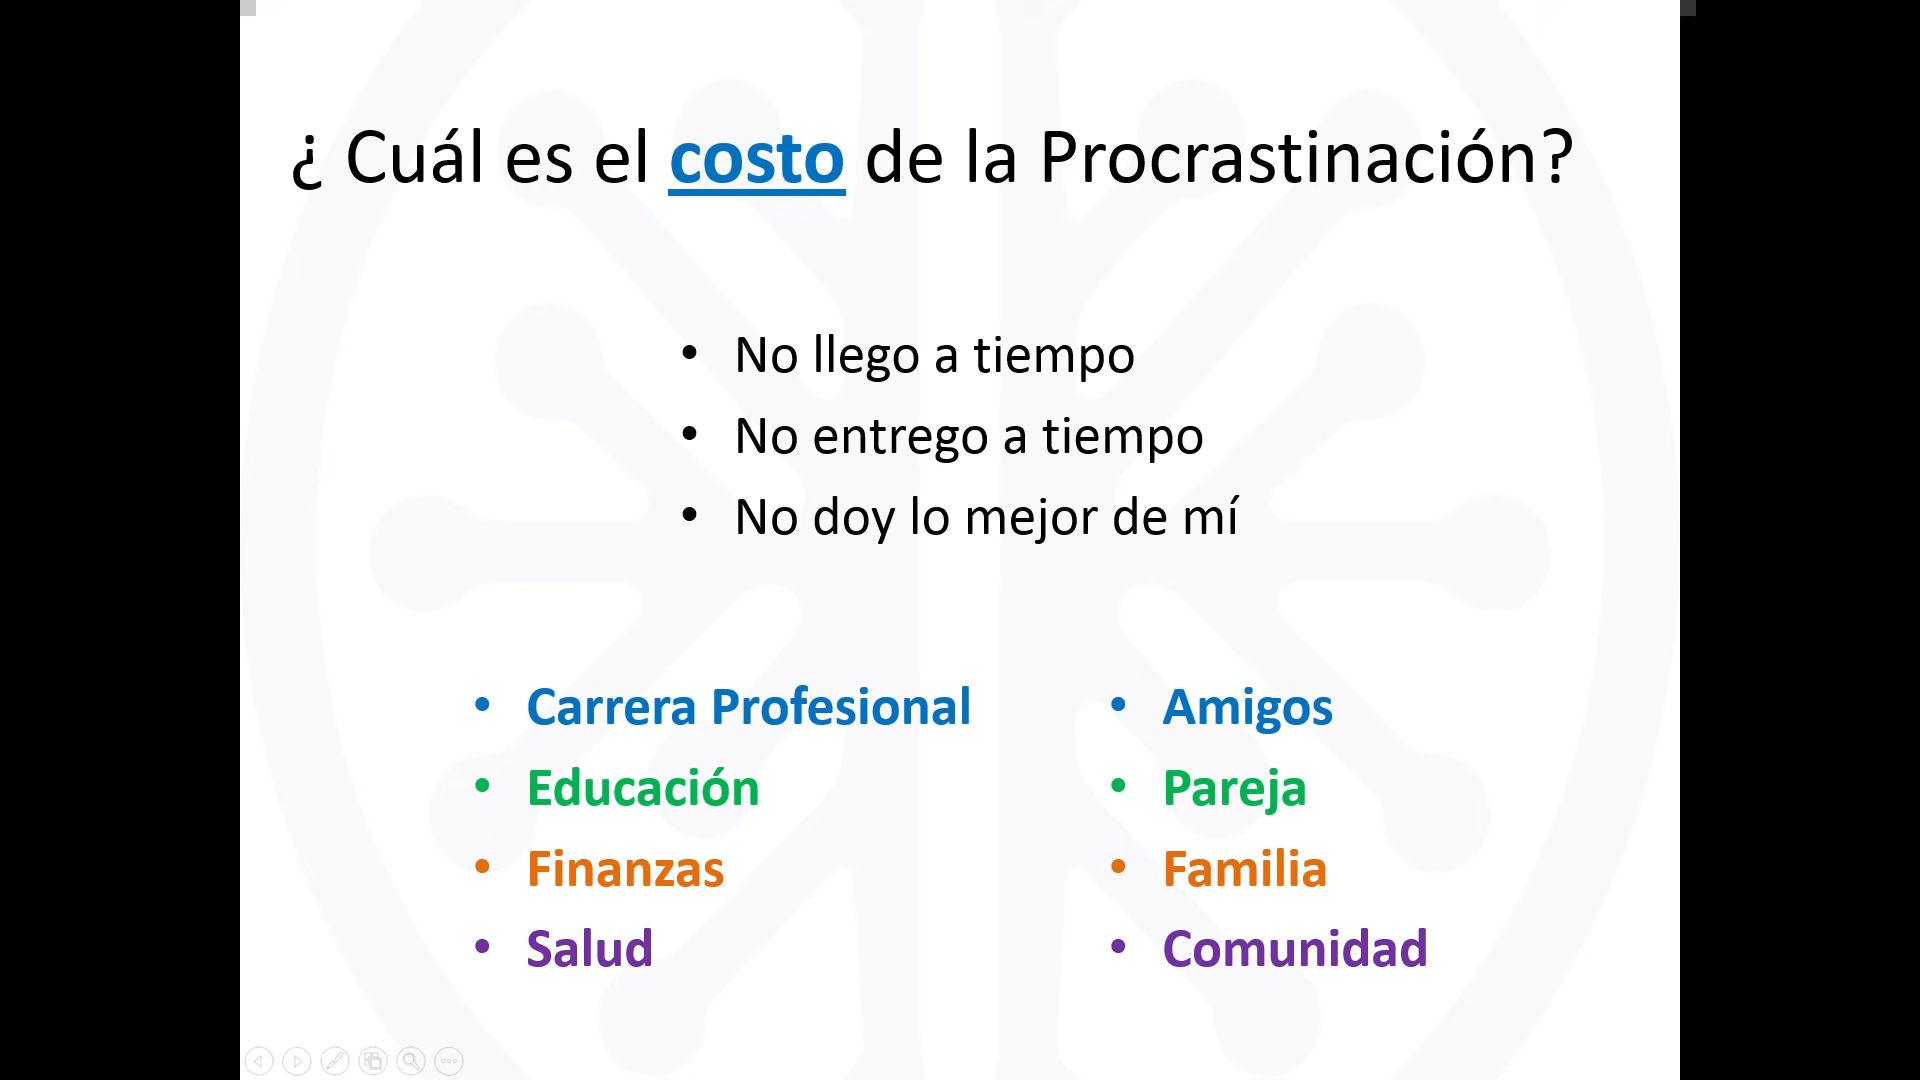 ¿ Cuál es el costo de la Procrastinación?
• No llego a tiempo
• No entrego a tiempo
• No doy lo mejor de mí
• Carrera Profesional
• Educación
• Finanzas
• Salud
• Amigos
• Pareja
• Familia
• Comunidad